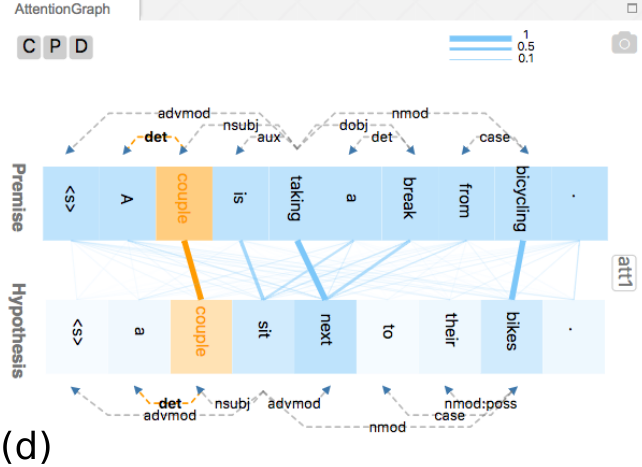 AttentionGraph
C P D
1
0.5
0.1
advmod nmod
nsubj dobj
det aux det case
Premise
<s> A couple is taking a break from bicycling .
att1
Hypothesis
<s> a couple sit next to their bikes .
det nsubj advmod nmod:poss
advmod case
nmod
(d)